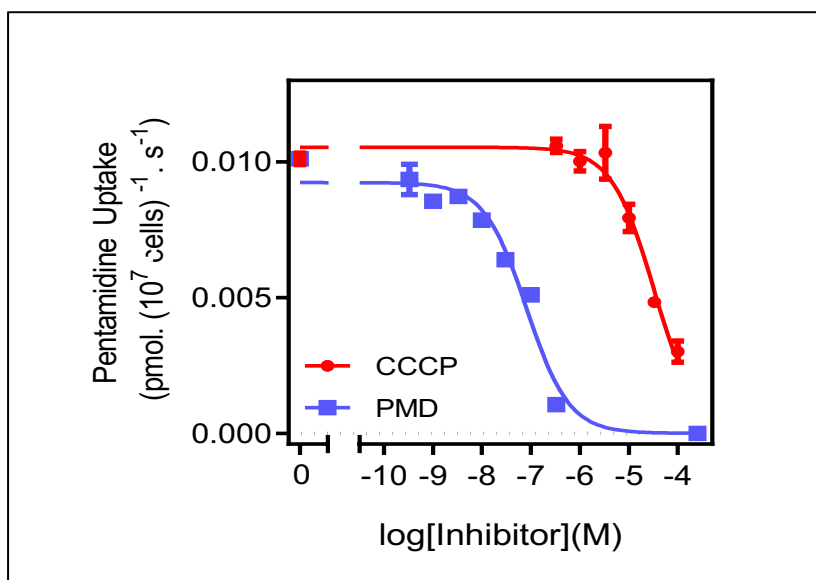 Pentamidine Uptake
(pmol. (10⁷ cells)⁻¹ . s⁻¹)
0.010
0.005
0.000
CCCP
PMD
0 -10 -9 -8 -7 -6 -5 -4
log[Inhibitor](M)